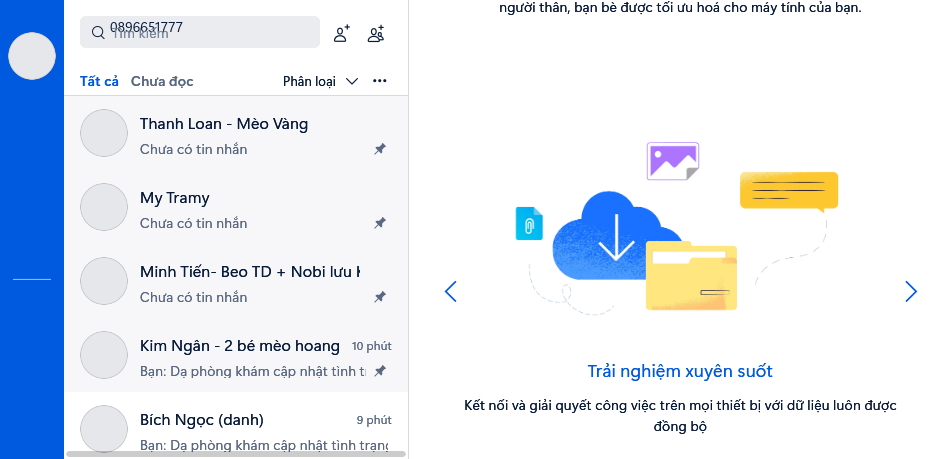 0896651777
Tìm kiếm
Tất cả Chưa đọc Phân loại
Thanh Loan - Mèo Vàng
Chưa có tin nhắn
My Tramy
Chưa có tin nhắn
Minh Tiến- Beo TD + Nobi lưu
Chưa có tin nhắn
Kim Ngân - 2 bé mèo hoang 10 phút
Bạn: Dạ phòng khám cập nhật tình
Bích Ngọc (danh) 9 phút
Bạn: Dạ phòng khám cập nhật tình trạng
người thân, bạn bè được tối ưu hoá cho máy tính của bạn.
Trải nghiệm xuyên suốt
Kết nối và giải quyết công việc trên mọi thiết bị với dữ liệu luôn được
đồng bộ